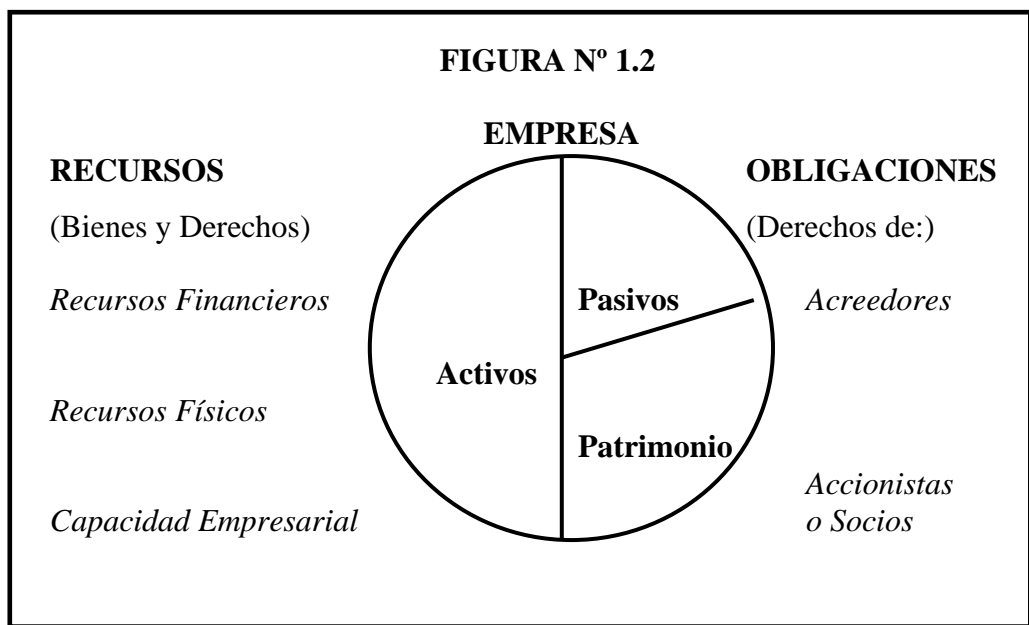 FIGURA Nº 1.2
EMPRESA
RECURSOS
(Bienes y Derechos)
Recursos Financieros
Recursos Físicos
Capacidad Empresarial
Activos
Pasivos
Patrimonio
OBLIGACIONES
(Derechos de:)
Acreedores
Accionistas
o Socios